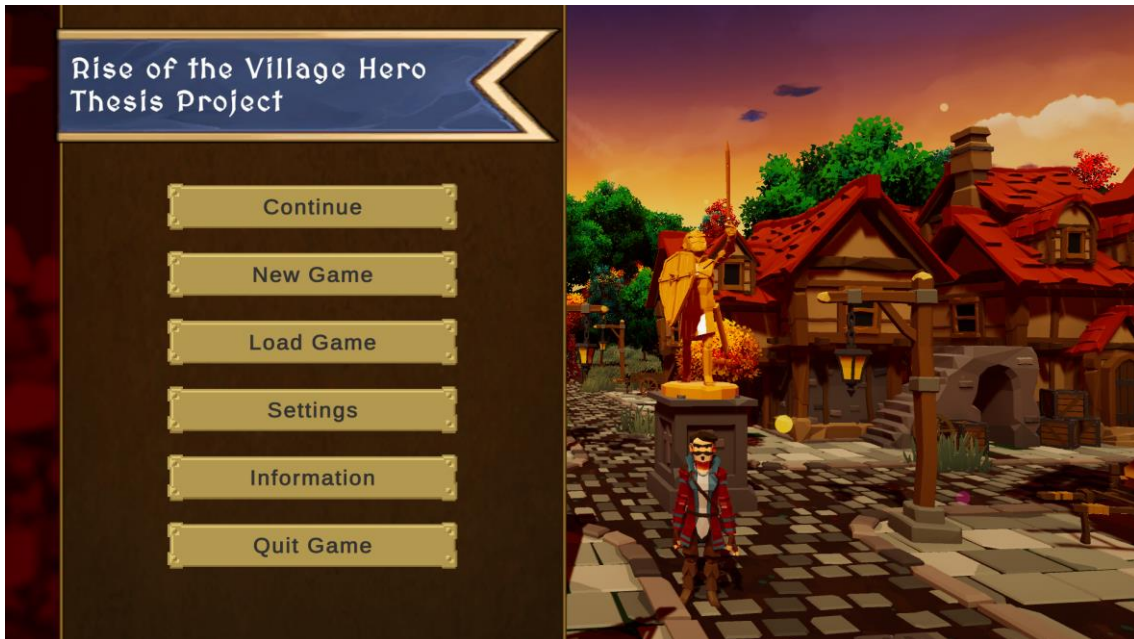 Rise of the Village Hero
Thesis Project
Continue
New Game
Load Game
Settings
Information
Quit Game